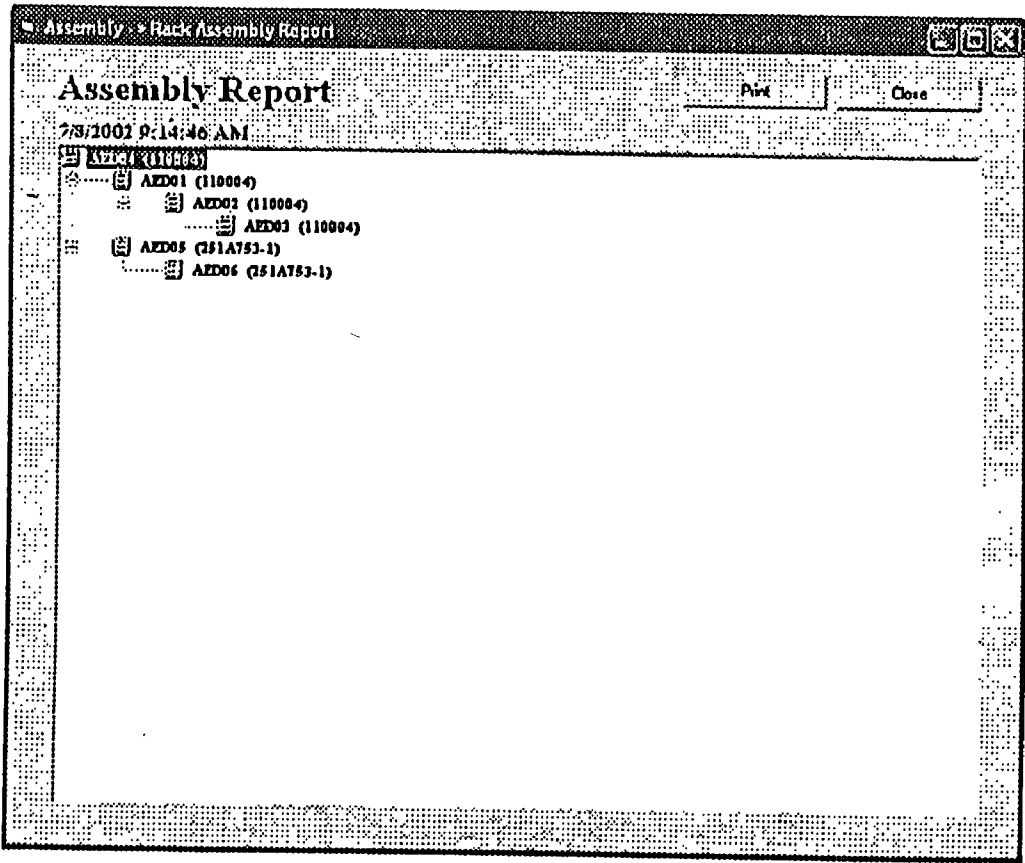 Assembly -> Rack Assembly Report
Assembly Report
Print
Close
7/3/2002 9:14:46 AM
(110004)
AED01 (110004)
AED02 (110004)
AED03 (110004)
AED05 (251A753-1)
AED06 (251A753-1)